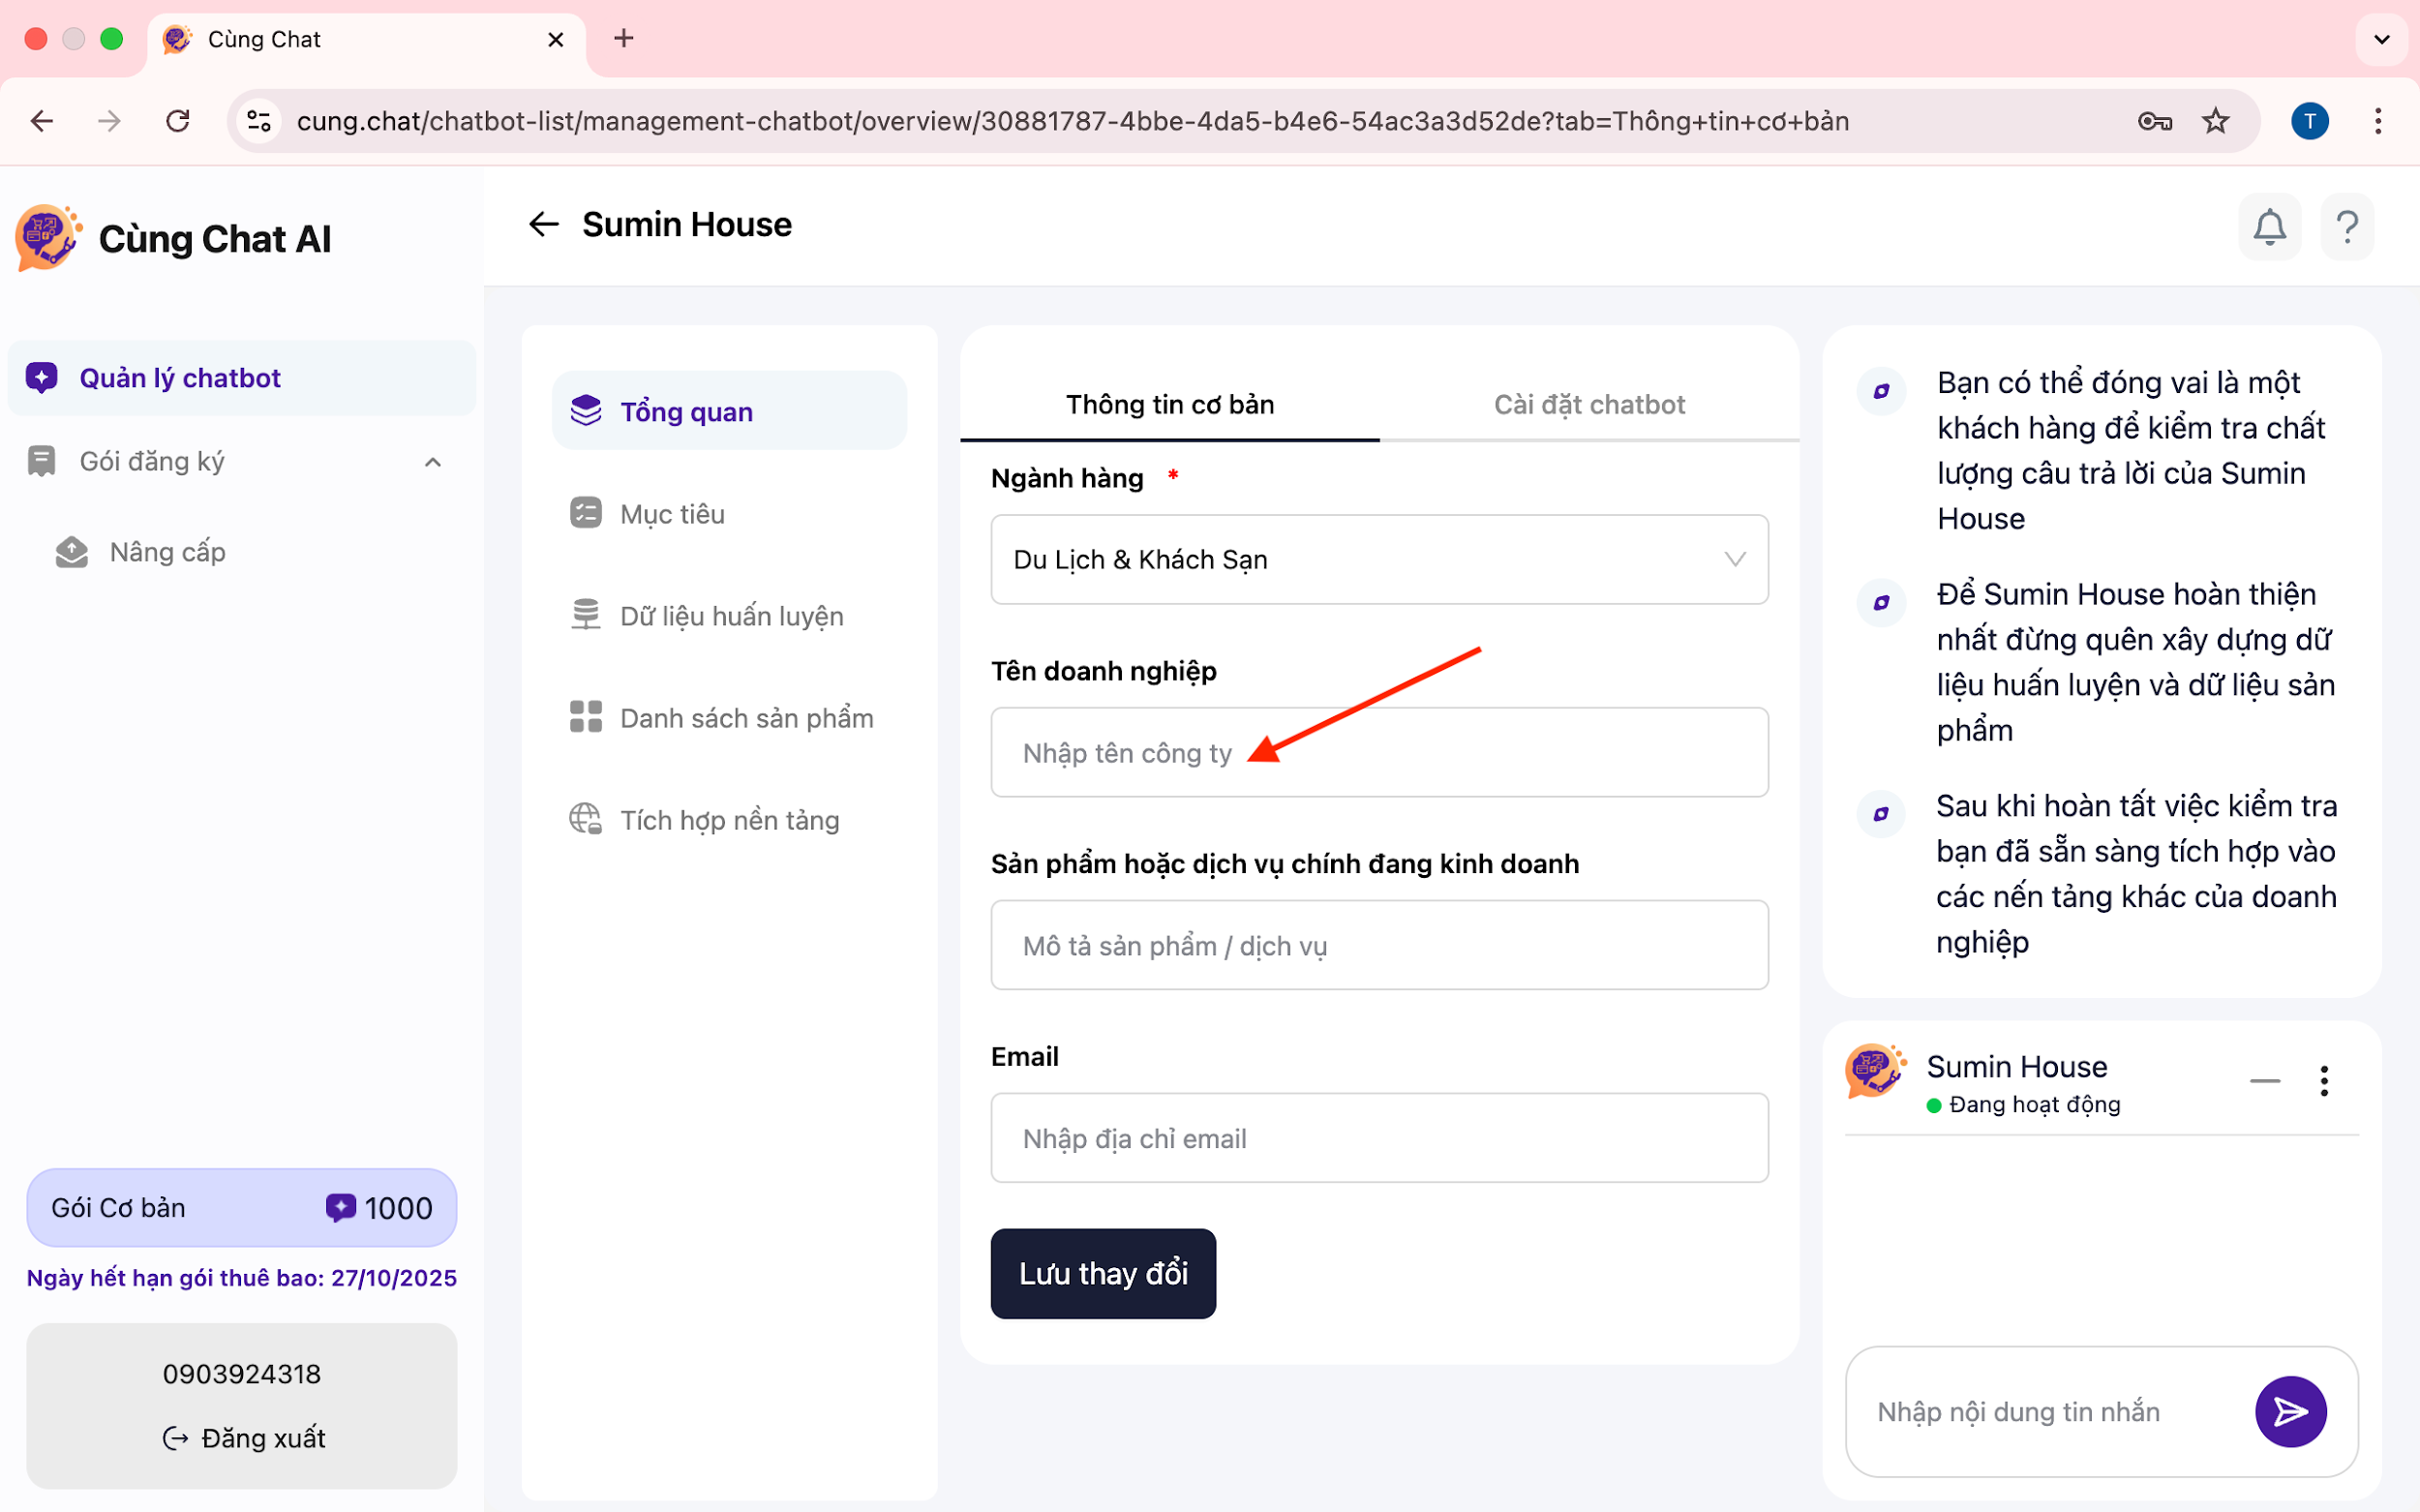 Cùng Chat
cung.chat/chatbot-list/management-chatbot/overview/30881787-4bbe-4da5-b4e6-54ac3a3d52de?tab=Thông+tin+cơ+bản
T
Cùng Chat AI
Quản lý chatbot
Gói đăng ký
Nâng cấp
Gói Cơ bản
1000
Ngày hết hạn gói thuê bao: 27/10/2025
0903924318
Đăng xuất
Sumin House
Tổng quan
Mục tiêu
Dữ liệu huấn luyện
Danh sách sản phẩm
Tích hợp nền tảng
Thông tin cơ bản
Cài đặt chatbot
Ngành hàng *
Du Lịch & Khách Sạn
Tên doanh nghiệp
Nhập tên công ty
Sản phẩm hoặc dịch vụ chính đang kinh doanh
Mô tả sản phẩm / dịch vụ
Email
Nhập địa chỉ email
Lưu thay đổi
Bạn có thể đóng vai là một
khách hàng để kiểm tra chất
lượng câu trả lời của Sumin
House
Để Sumin House hoàn thiện
nhất đừng quên xây dựng dữ
liệu huấn luyện và dữ liệu sản
phẩm
Sau khi hoàn tất việc kiểm tra
bạn đã sẵn sàng tích hợp vào
các nến tảng khác của doanh
nghiệp
Sumin House
Đang hoạt động
Nhập nội dung tin nhắn